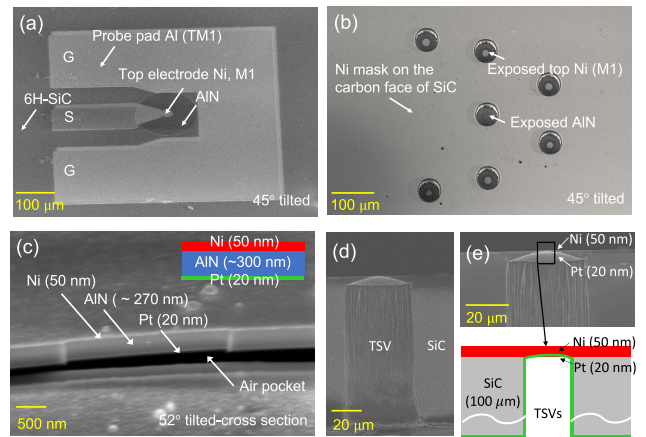 (a)
Probe pad Al (TM1)
G
Top electrode Ni, M1
6H-SiC
AlN
S
G
100 μm
45° tilted
(b)
Ni mask on the
carbon face of SiC
Exposed top Ni (M1)
Exposed AlN
100 μm
45° tilted
(c)
Ni (50 nm)
AlN (~300 nm)
Pt (20 nm)
Ni (50 nm)
AlN ( ~ 270 nm)
Pt (20 nm)
Air pocket
500 nm
52° tilted-cross section
(d)
TSV
SiC
20 μm
(e)
Ni (50 nm)
Pt (20 nm)
20 μm
Ni (50 nm)
Pt (20 nm)
SiC
(100 μm)
TSVs